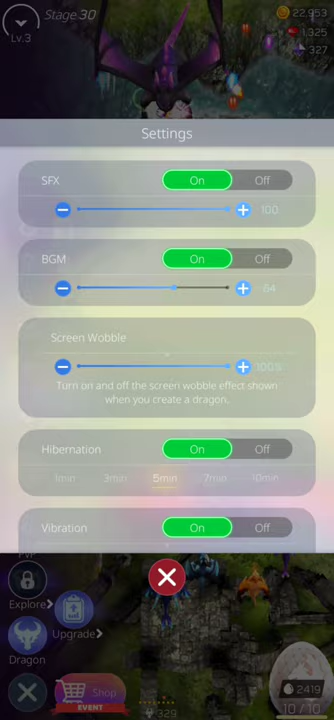 Stage 30
22,953
Lv.3
1,325
327
Settings
SFX
On
Off
100
BGM
On
Off
64
Screen Wobble
100%
Turn on and off the screen wobble effect shown
when you create a dragon.
Hibernation
On
Off
1min
3min
5min
7min
10min
Vibration
On
Off
PvP
Explore
Upgrade
Dragon
2419
Shop
EVENT
329
10 / 10